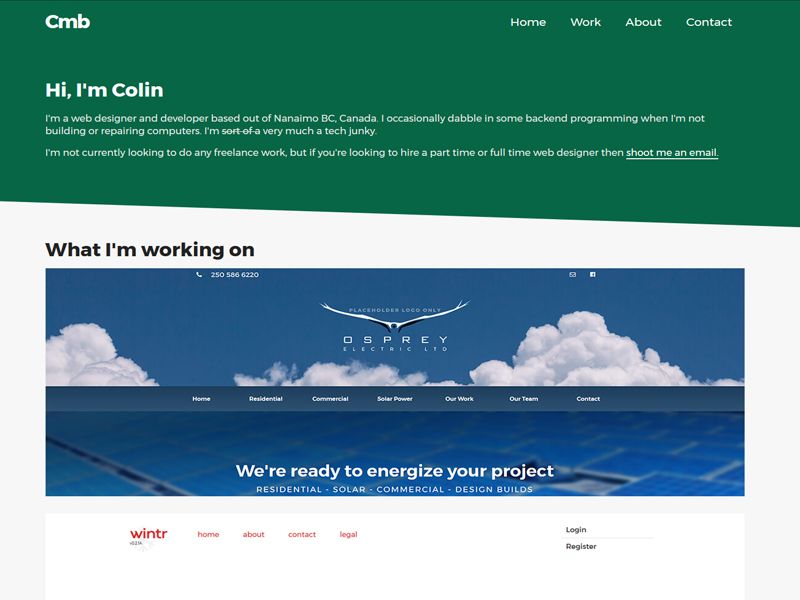 Cmb
Home Work About Contact
Hi, I'm Colin
I'm a web designer and developer based out of Nanaimo BC, Canada. I occasionally dabble in some backend programming when I'm not
building or repairing computers. I'm sort of a very much a tech junky.
I'm not currently looking to do any freelance work, but if you're looking to hire a part time or full time web designer then shoot me an email.
What I'm working on
250 586 6220
PLACEHOLDER LOGO ONLY
OSPREY
ELECTRIC LTD
Home Residential Commercial Solar Power Our Work Our Team Contact
We're ready to energize your project
RESIDENTIAL - SOLAR - COMMERCIAL - DESIGN BUILDS
wintr home about contact legal
v0.2.1A
Login
Register